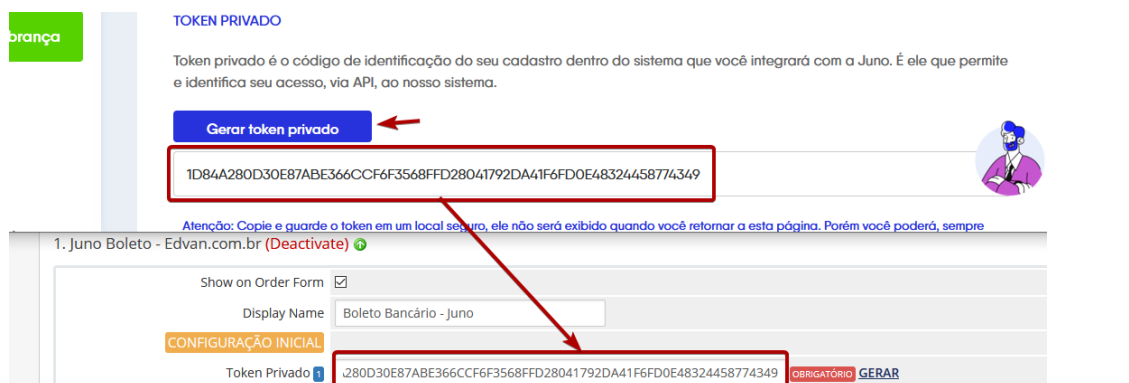 TOKEN PRIVADO
brança
Token privado é o código de identificação do seu cadastro dentro do sistema que você integrará com a Juno. É ele que permite
e identifica seu acesso, via API, ao nosso sistema.
Gerar token privado
1D84A280D30E87ABE366CCF6F3568FFD28041792DA41F6FD0E48324458774349
Atenção: Copie e guarde o token em um local seguro, ele não será exibido quando você retornar a esta página. Porém você poderá, sempre
1. Juno Boleto - Edvan.com.br (Deactivate)
Show on Order Form
Display Name Boleto Bancário - Juno
CONFIGURAÇÃO INICIAL
Token Privado 1 A280D30E87ABE366CCF6F3568FFD28041792DA41F6FD0E48324458774349 OBRIGATÓRIO GERAR